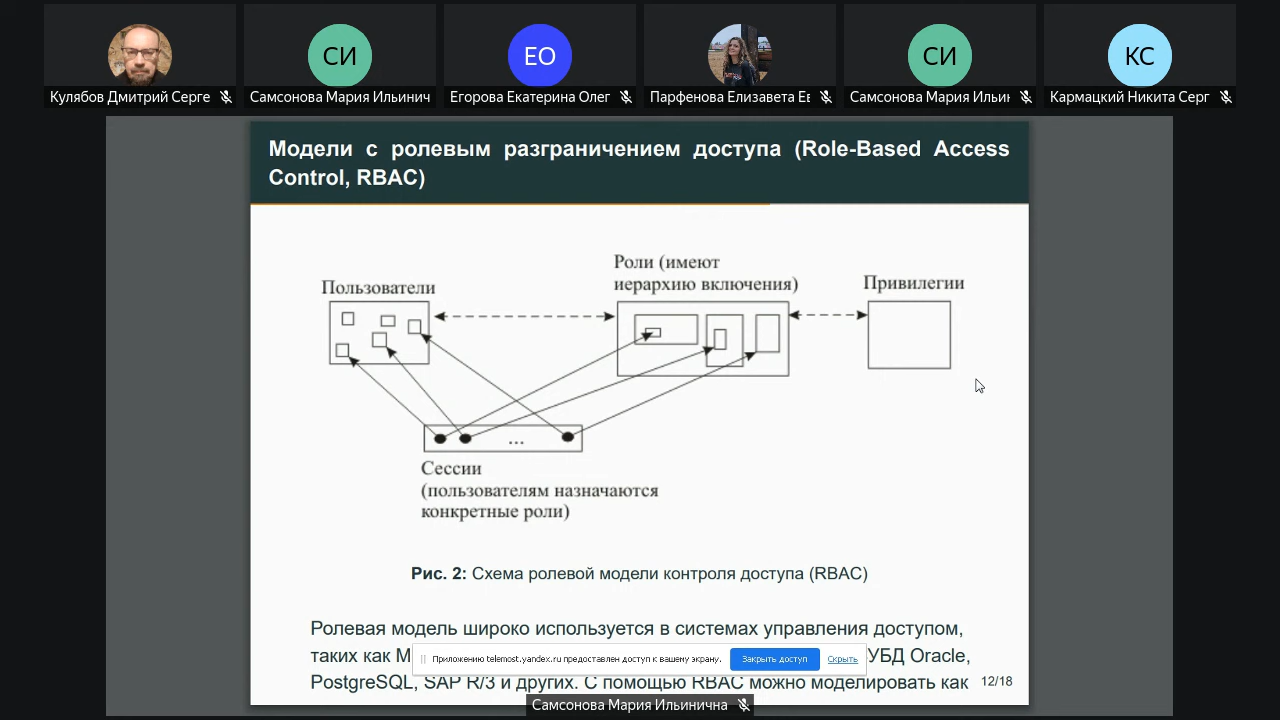 СИ
ЕО
СИ
КС
Кулябов Дмитрий Серге
Самсонова Мария Ильинич
Егорова Екатерина Олег
Парфенова Елизавета Ев
Самсонова Мария Ильин
Кармацкий Никита Серг
Модели с ролевым разграничением доступа (Role-Based Access
Control, RBAC)
Роли (имеют
иерархию включения)
Пользователи
Привилегии
...
Сессии
(пользователям назначаются
конкретные роли)
Рис. 2: Схема ролевой модели контроля доступа (RBAC)
Ролевая модель широко используется в системах управления доступом,
таких как M
УБД Oracle,
Приложению telemost.yandex.ru предоставлен доступ к вашему экрану.
Закрыть доступ
Скрыть
PostgreSQL, SAP R/3 и других. С помощью RBAC можно моделировать как
12/18
Самсонова Мария Ильинична